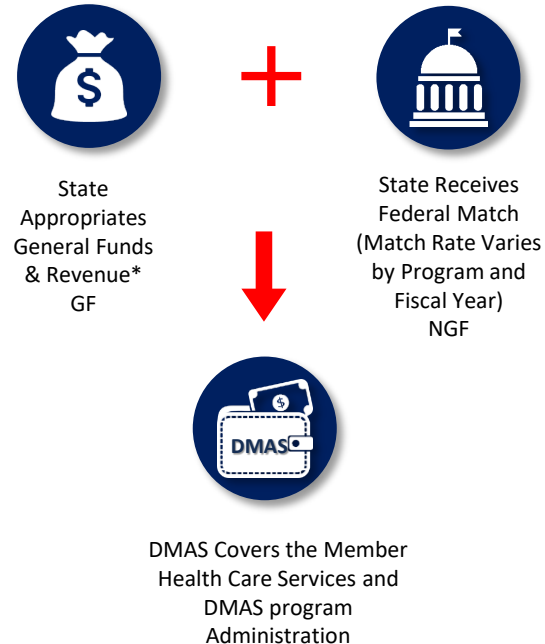 $
State
Appropriates
General Funds
& Revenue*
GF
State Receives
Federal Match
(Match Rate Varies
by Program and
Fiscal Year)
NGF
$
DMAS
DMAS Covers the Member
Health Care Services and
DMAS program
Administration